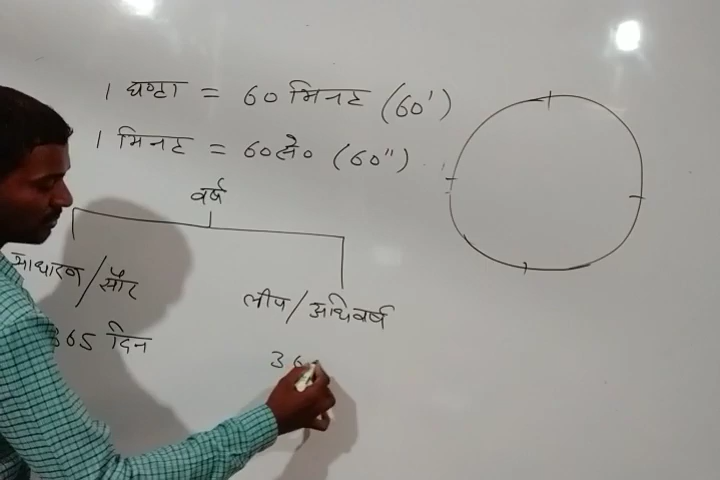 1 घण्टा = 60 मिनट (60')
1 मिनट = 60 से० (60")
वर्ष
साधारण/सौर
लीप/अधिवर्ष
365 दिन
36